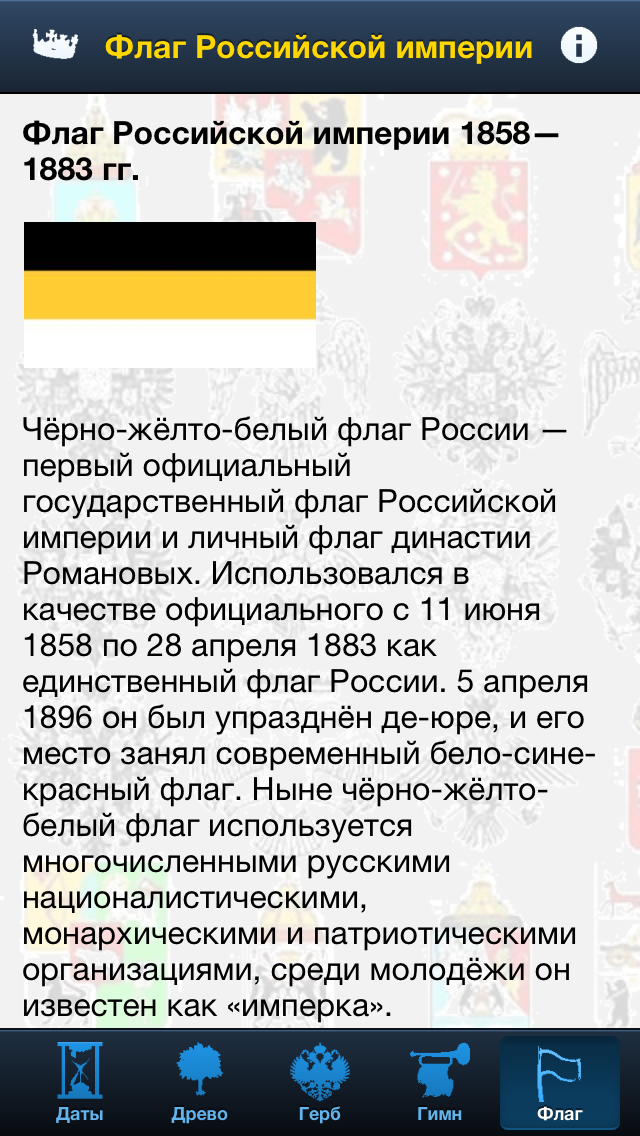 Флаг Российской империи
Флаг Российской империи 1858—
1883 гг.
Чёрно-жёлто-белый флаг России —
первый официальный
государственный флаг Российской
империи и личный флаг династии
Романовых. Использовался в
качестве официального с 11 июня
1858 по 28 апреля 1883 как
единственный флаг России. 5 апреля
1896 он был упразднён де-юре, и его
место занял современный бело-сине-
красный флаг. Ныне чёрно-жёлто-
белый флаг используется
многочисленными русскими
националистическими,
монархическими и патриотическими
организациями, среди молодёжи он
известен как «имперка».
Даты
Древо
Герб
Гимн
Флаг